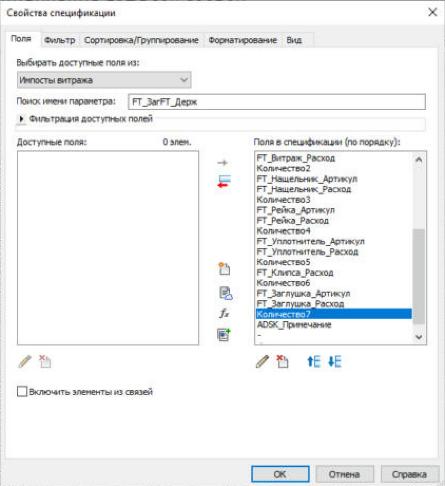 Свойства спецификации
Поля Фильтр Сортировка/Группирование Форматирование Вид
Выбирать доступные поля из:
Импосты витража
Поиск имени параметра: FT_ЗагFT_Держ
Фильтрация доступных полей
Доступные поля: 0 элем.
Поля в спецификации (по порядку):
FT_Витраж_Расход
Количество2
FT_Нащельник_Артикул
FT_Нащельник_Расход
Количество3
FT_Рейка_Артикул
Количество4
FT_Уплотнитель_Артикул
FT_Уплотнитель_Расход
Количество5
FT_Клипса_Расход
Количество6
FT_Заглушка_Артикул
FT_Заглушка_Расход
Количество7
ADSK_Примечание
-
Включить элементы из связей
OK Отмена Справка